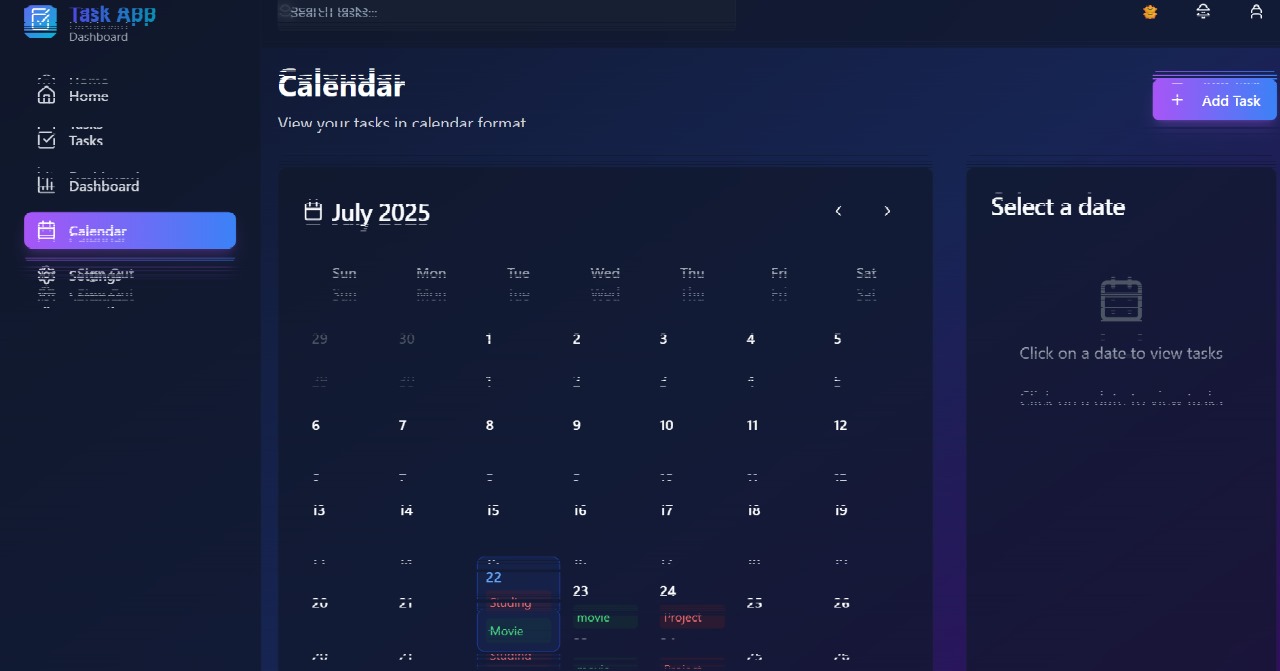 Task App
Dashboard
Search tasks...
Home
Tasks
Dashboard
Calendar
Settings
Sign Out
Calendar
View your tasks in calendar format
Add Task
July 2025
Sun Mon Tue Wed Thu Fri Sat
29 30 1 2 3 4 5
6 7 8 9 10 11 12
13 14 15 16 17 18 19
20 21 22 23 24 25 26
Studing
Movie
movie
Project
Select a date
Click on a date to view tasks